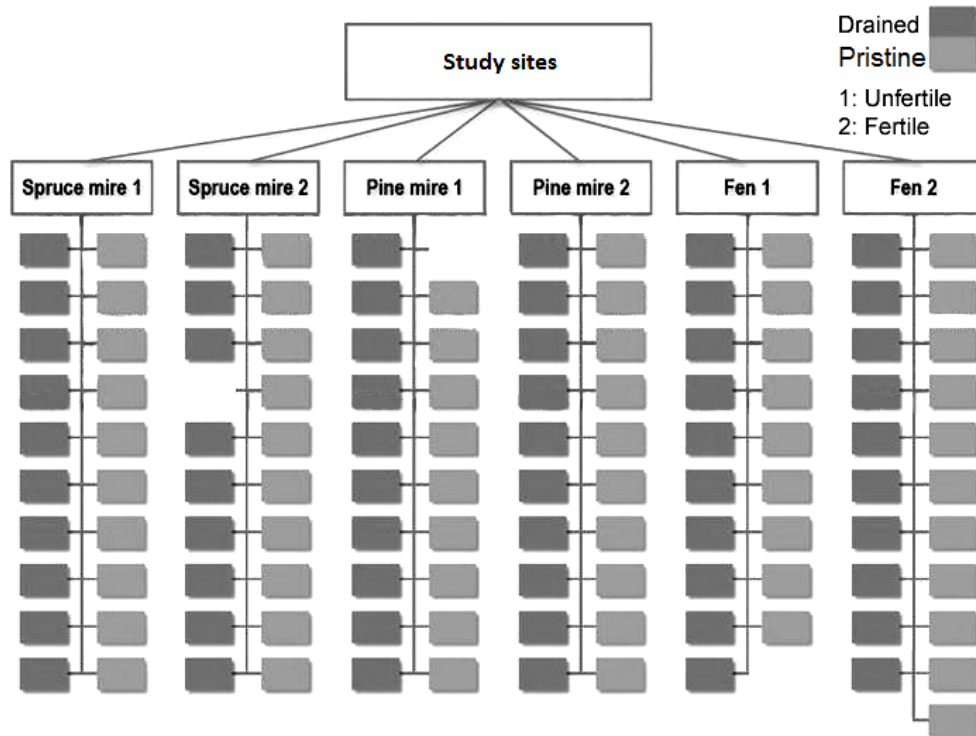 Study sites
Drained
Pristine
1: Unfertile
2: Fertile
Spruce mire 1
Spruce mire 2
Pine mire 1
Pine mire 2
Fen 1
Fen 2